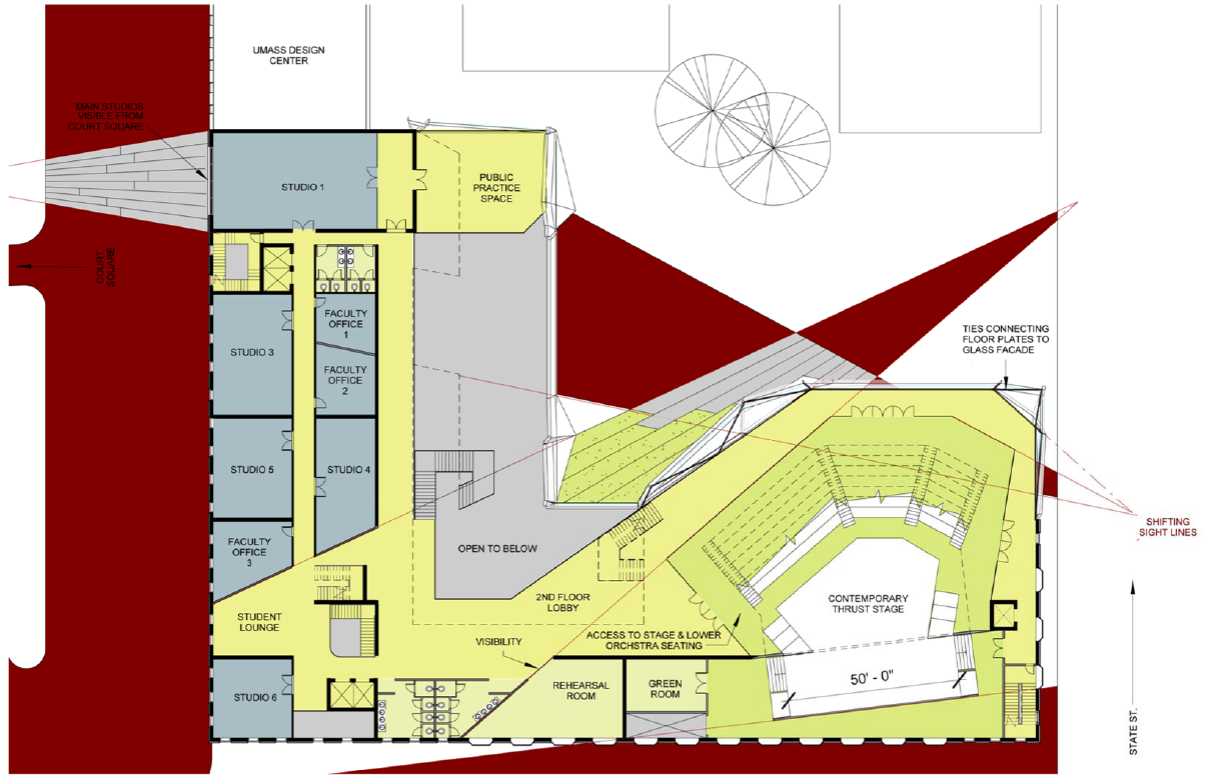 UMASS DESIGN
CENTER
MAIN STUDIOS
VISIBLE FROM
COURT SQUARE
STUDIO 1
PUBLIC
PRACTICE
SPACE
COURT
SQUARE
FACULTY
OFFICE
1
STUDIO 3
FACULTY
OFFICE
2
TIES CONNECTING
FLOOR PLATES TO
GLASS FACADE
STUDIO 5
STUDIO 4
SHIFTING
SIGHT LINES
FACULTY
OFFICE
3
OPEN TO BELOW
2ND FLOOR
LOBBY
CONTEMPORARY
THRUST STAGE
STUDENT
LOUNGE
VISIBILITY
ACCESS TO STAGE & LOWER
ORCHSTRA SEATING
STUDIO 6
REHEARSAL
ROOM
GREEN
ROOM
50' - 0"
STATE ST.